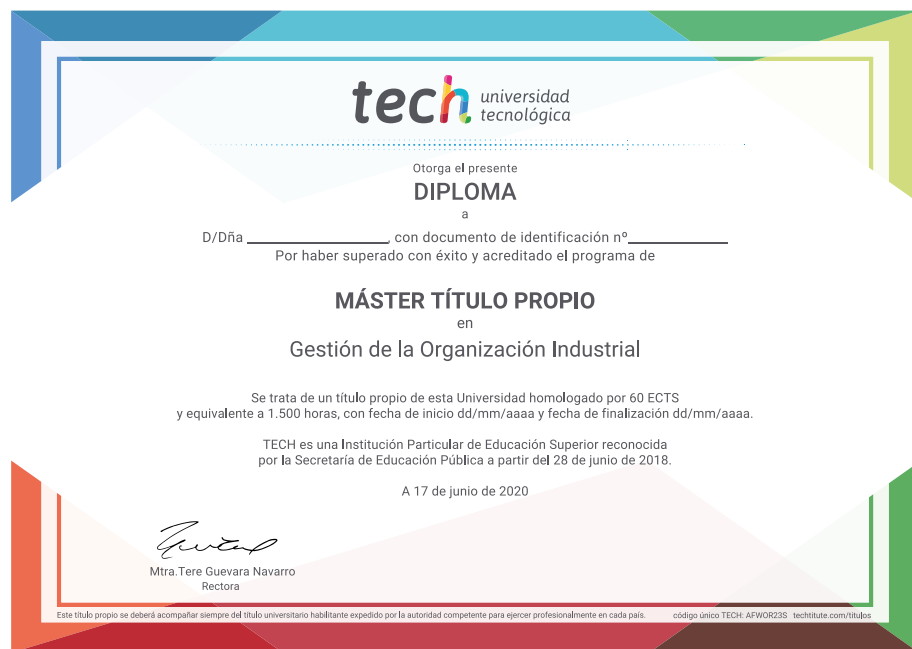 tech universidad
tecnológica
Otorga el presente
DIPLOMA
a
D/Dña ____________________, con documento de identificación nº______________
Por haber superado con éxito y acreditado el programa de
MÁSTER TÍTULO PROPIO
en
Gestión de la Organización Industrial
Se trata de un título propio de esta Universidad homologado por 60 ECTS
y equivalente a 1.500 horas, con fecha de inicio dd/mm/aaaa y fecha de finalización dd/mm/aaaa.
TECH es una Institución Particular de Educación Superior reconocida
por la Secretaría de Educación Pública a partir del 28 de junio de 2018.
A 17 de junio de 2020
Mtra.Tere Guevara Navarro
Rectora
Este título propio se deberá acompañar siempre del título universitario habilitante expedido por la autoridad competente para ejercer profesionalmente en cada país. código único TECH: AFWOR23S techtitute.com/títulos